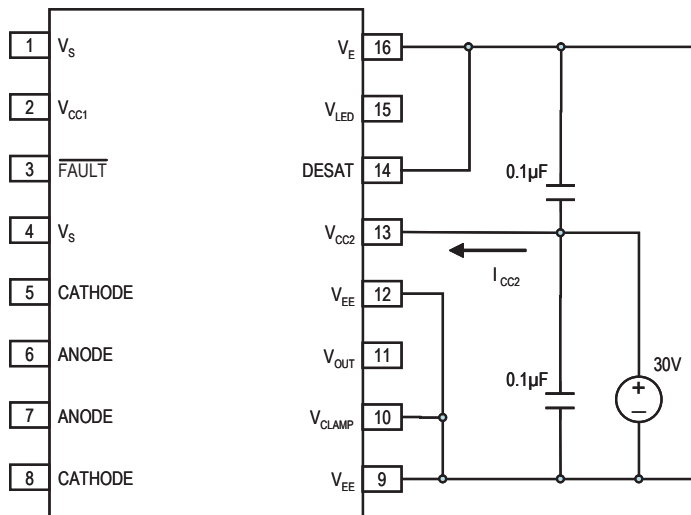 1 V_S
V_E 16
2 V_CC1
V_LED 15
3 FAULT
DESAT 14
0.1µF
4 V_S
V_CC2 13
I_CC2
5 CATHODE
V_EE 12
6 ANODE
V_OUT 11
30V
0.1µF
+
7 ANODE
V_CLAMP 10
–
8 CATHODE
V_EE 9